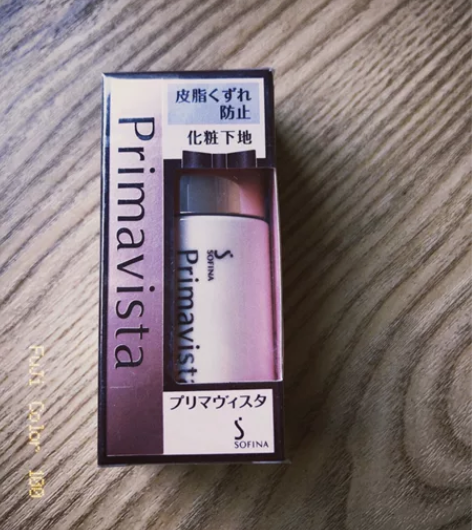 Primavista
皮脂くずれ
防止
化粧下地
SOFINA
Primavist
プリマヴィスタ
SOFINA
Full Color 100